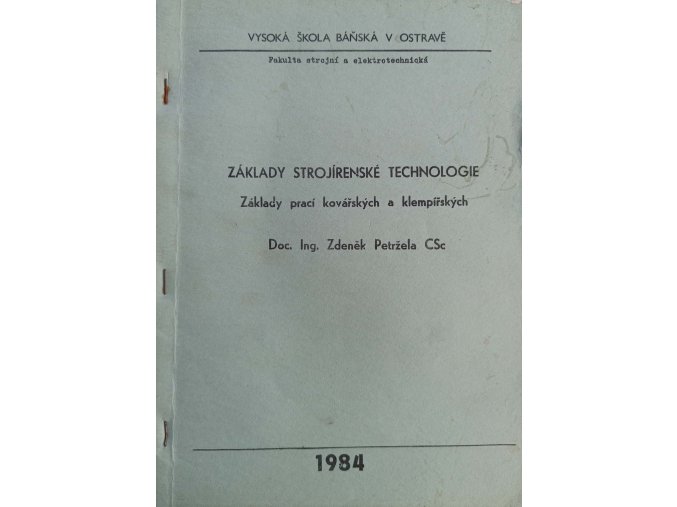 VYSOKÁ ŠKOLA BÁŇSKÁ V OSTRAVĚ
Fakulta strojní a elektrotechnická
ZÁKLADY STROJÍRENSKÉ TECHNOLOGIE
Základy prací kovářských a klempířských
Doc. Ing. Zdeněk Petržela CSc
1984